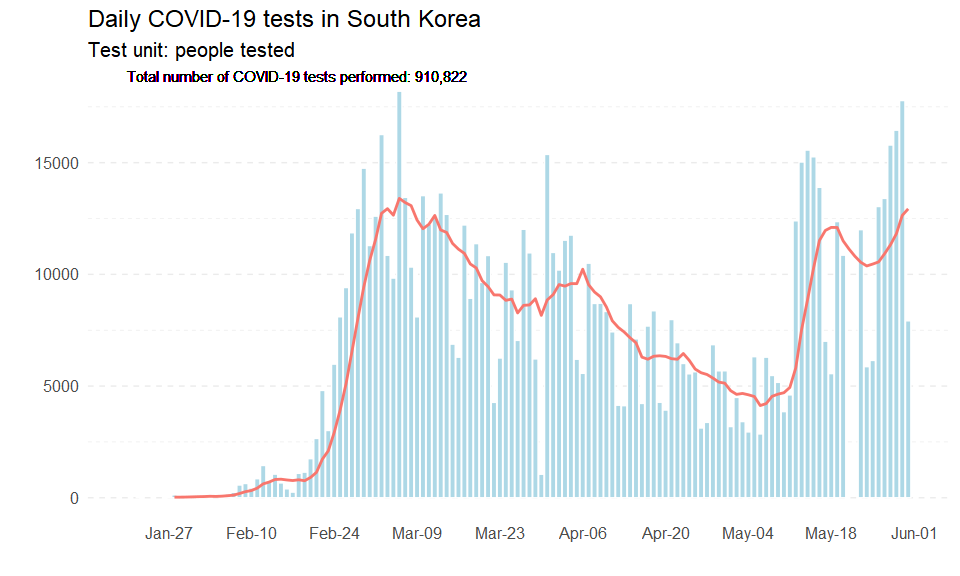 Daily COVID-19 tests in South Korea
Test unit: people tested
Total number of COVID-19 tests performed: 910,822
15000
10000
5000
0
Jan-27 Feb-10 Feb-24 Mar-09 Mar-23 Apr-06 Apr-20 May-04 May-18 Jun-01